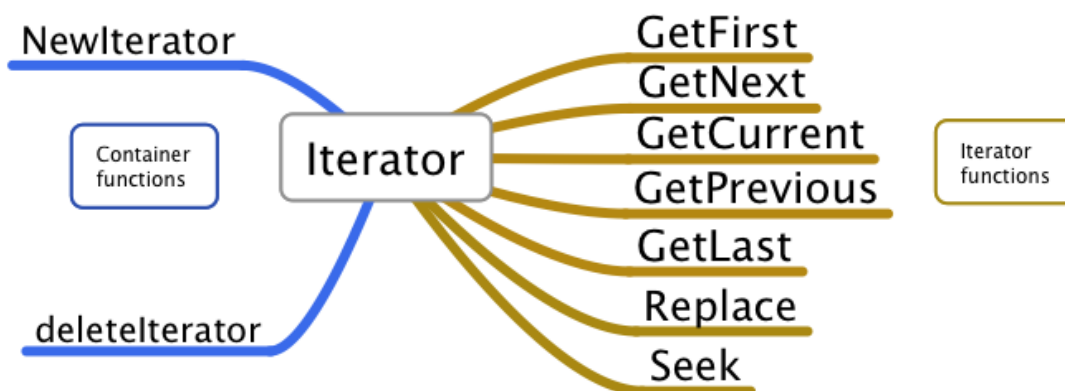 NewIterator
Container
functions
deleteIterator
Iterator
GetFirst
GetNext
GetCurrent
GetPrevious
GetLast
Replace
Seek
Iterator
functions